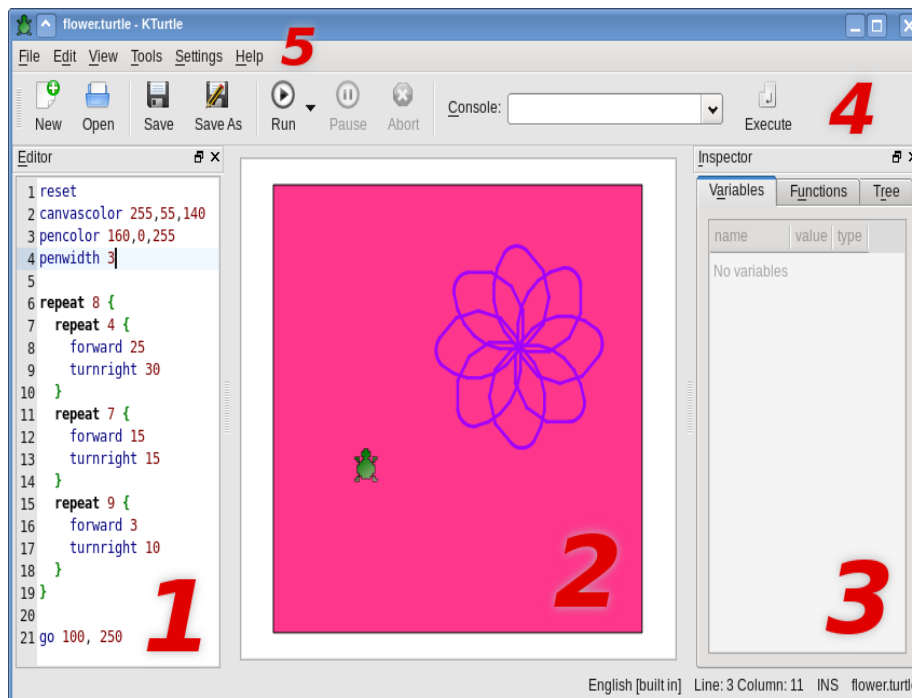 flower.turtle - KTurtle
File Edit View Tools Settings Help 5
New Open Save Save As Run Pause Abort Console: Execute 4
Editor
1 reset
2 canvascolor 255,55,140
3 pencolor 160,0,255
4 penwidth 3
5
6 repeat 8 {
7 repeat 4 {
8 forward 25
9 turnright 30
10 }
11 repeat 7 {
12 forward 15
13 turnright 15
14 }
15 repeat 9 {
16 forward 3
17 turnright 10
18 }
19 }
20
21 go 100, 250
1
2
Inspector
Variables Functions Tree
name value type
No variables
3
English [built in] Line: 3 Column: 11 INS flower.turtle